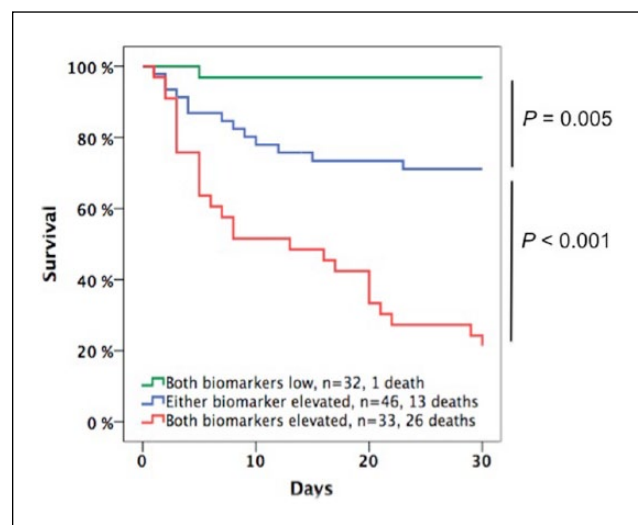 100 %
80 %
60 %
40 %
20 %
0 %
Survival
P = 0.005
P < 0.001
Both biomarkers low, n=32, 1 death
Either biomarker elevated, n=46, 13 deaths
Both biomarkers elevated, n=33, 26 deaths
0 10 20 30
Days